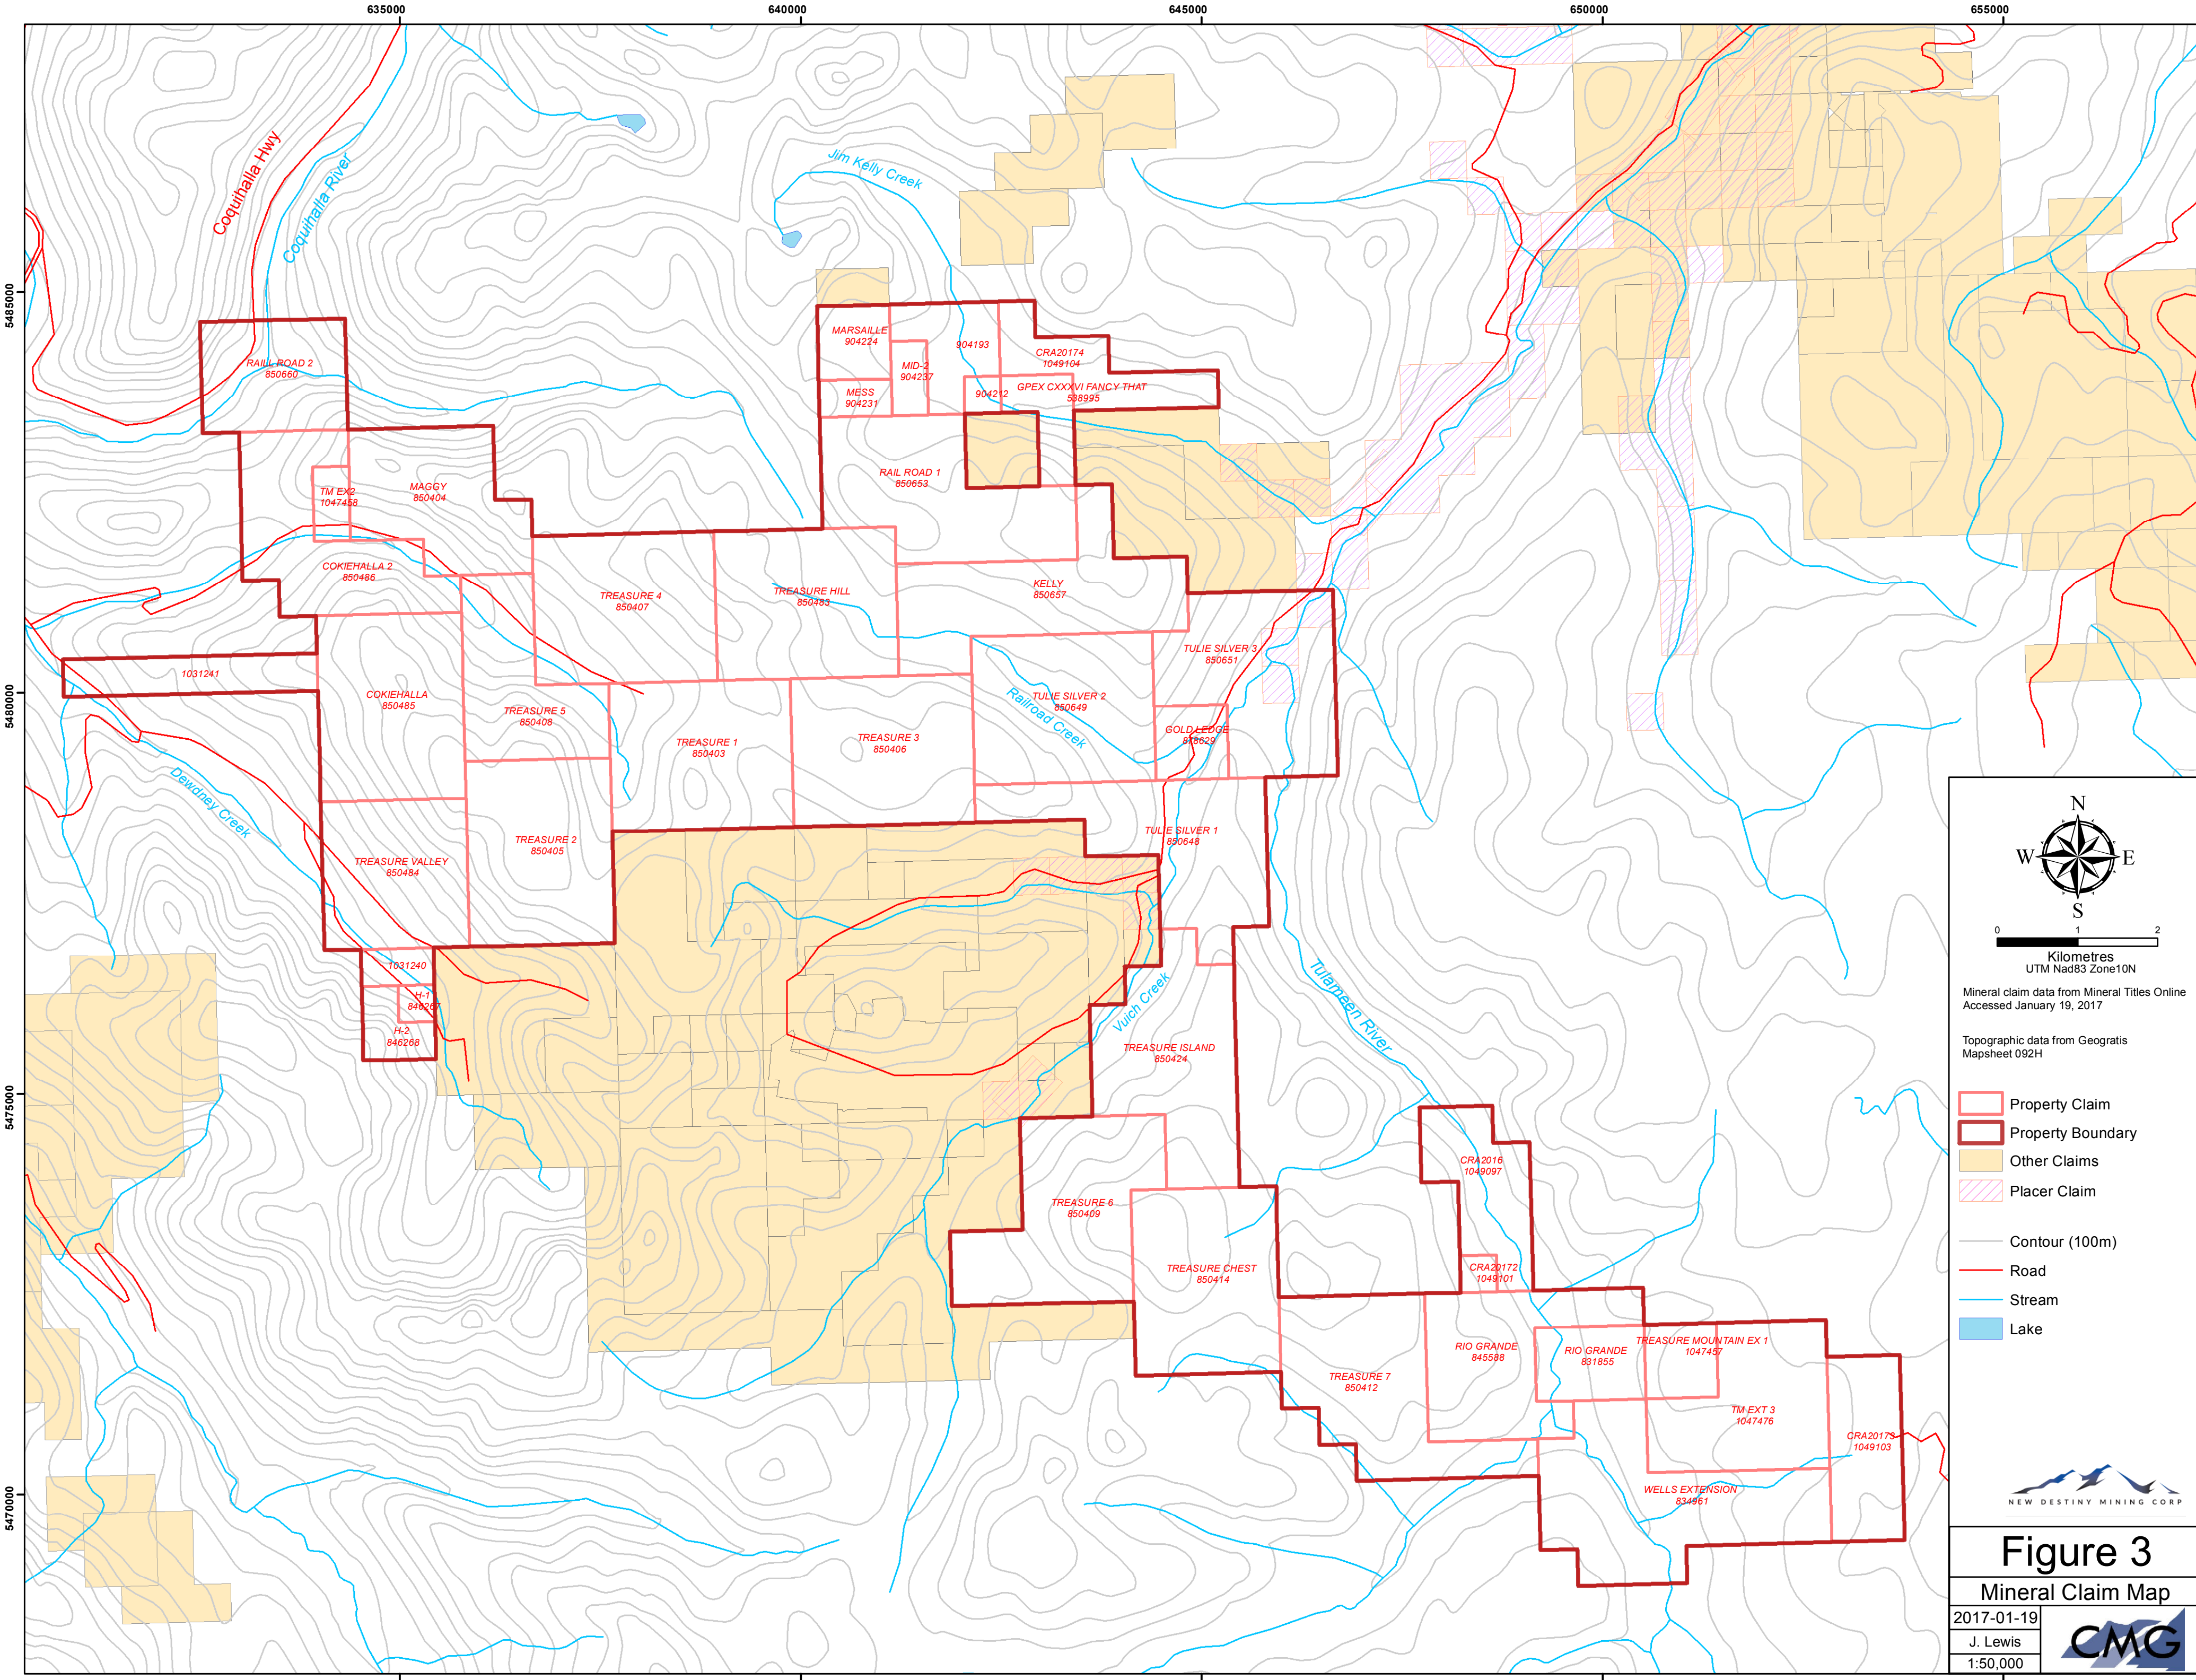 635000
640000
645000
650000
655000
5485000
5480000
5475000
5470000
Coquihalla Hwy
Coquihalla River
Jim Kelly Creek
RAILL ROAD 2
850660
MARSAILLE
904224
MID-2
904237
904193
CRA20174
1049104
MESS
904231
904212
GPEX CXXXVI FANCY THAT
538995
RAIL ROAD 1
850653
TM EX2
1047458
MAGGY
850404
COKIEHALLA 2
850486
TREASURE 4
850407
TREASURE HILL
850483
KELLY
850657
TULIE SILVER 3
850651
1031241
COKIEHALLA
850485
TREASURE 5
850408
TREASURE 1
850403
TREASURE 3
850406
TULIE SILVER 2
850649
Railroad Creek
GOLD LEDGE
878629
Dewdney Creek
TREASURE VALLEY
850484
TREASURE 2
850405
TULIE SILVER 1
850648
1031240
H-1
846267
H-2
846268
Vuich Creek
Tulameen River
TREASURE ISLAND
850424
TREASURE 6
850409
TREASURE CHEST
850414
CRA2016
1049097
CRA20172
1049101
TREASURE 7
850412
RIO GRANDE
845588
RIO GRANDE
831855
TREASURE MOUNTAIN EX 1
1047457
TM EXT 3
1047476
CRA20173
1049103
WELLS EXTENSION
834961
N
W
E
S
0 1 2
Kilometres
UTM Nad83 Zone10N
Mineral claim data from Mineral Titles Online
Accessed January 19, 2017
Topographic data from Geogratis
Mapsheet 092H
Property Claim
Property Boundary
Other Claims
Placer Claim
Contour (100m)
Road
Stream
Lake
NEW DESTINY MINING CORP
Figure 3
Mineral Claim Map
2017-01-19
J. Lewis
1:50,000
CMG